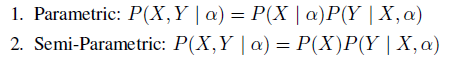 1. Parametric: P(X, Y | α) = P(X | α)P(Y | X, α)
2. Semi-Parametric: P(X, Y | α) = P(X)P(Y | X, α)